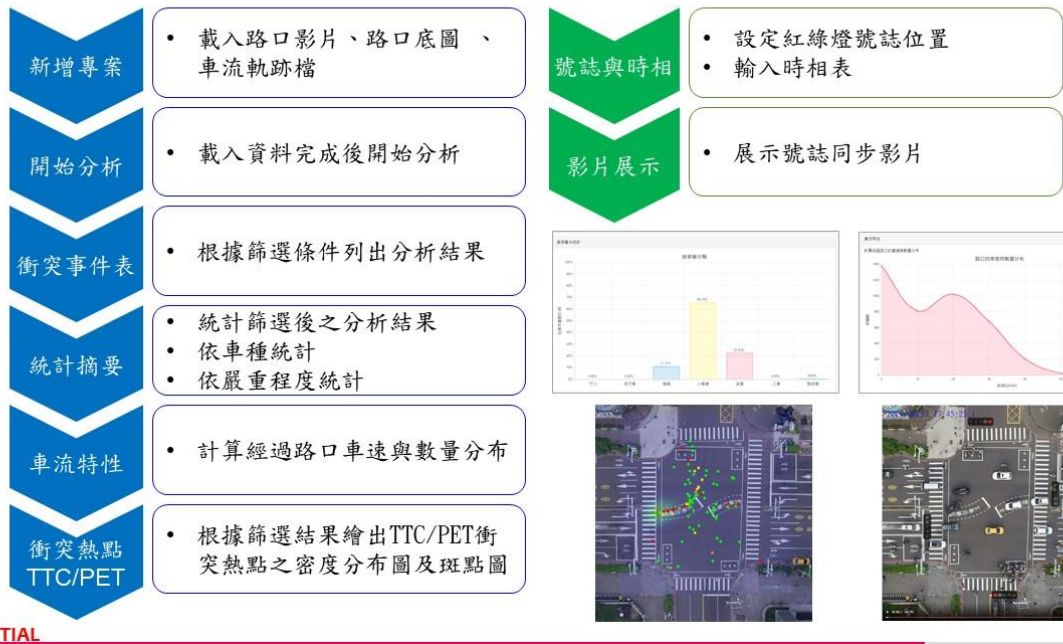 新增專案
• 載入路口影片、路口底圖 、
車流軌跡檔
開始分析
• 載入資料完成後開始分析
衝突事件表
• 根據篩選條件列出分析結果
統計摘要
• 統計篩選後之分析結果
• 依車種統計
• 依嚴重程度統計
車流特性
• 計算經過路口車速與數量分布
衝突熱點
TTC/PET
• 根據篩選結果繪出TTC/PET衝
突熱點之密度分布圖及斑點圖
號誌與時相
• 設定紅綠燈號誌位置
• 輸入時相表
影片展示
• 展示號誌同步影片
TIAL